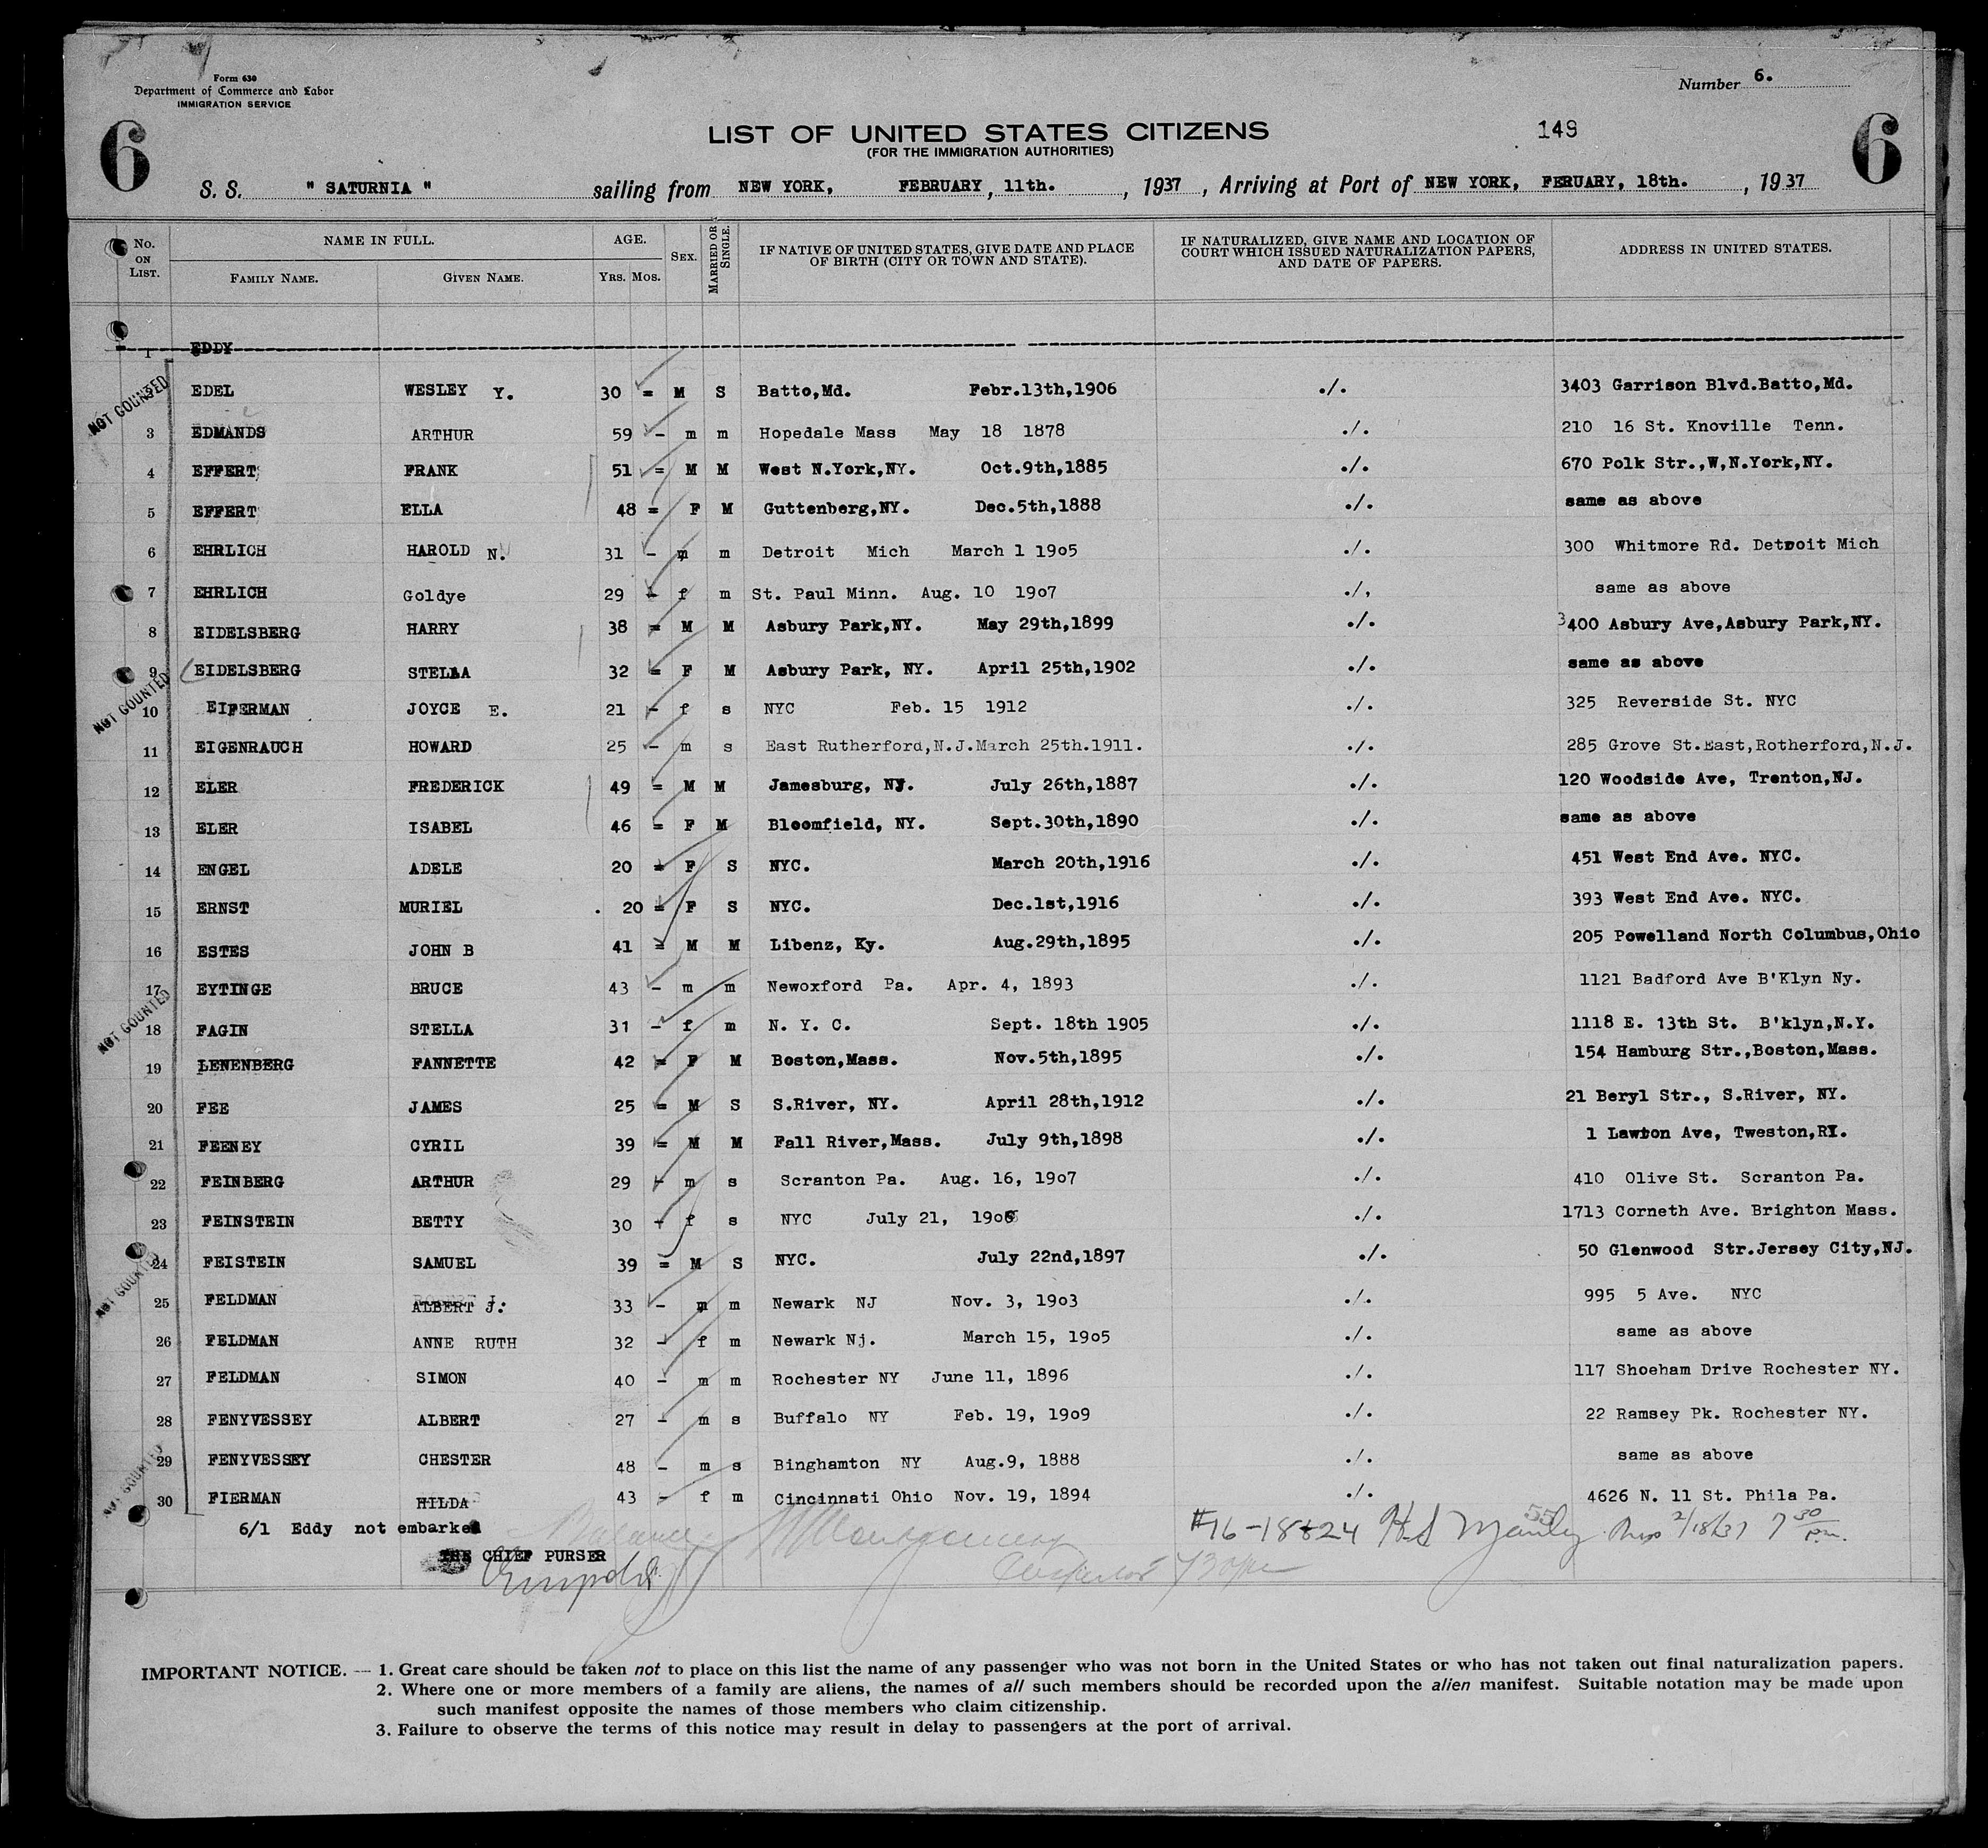 Form 630
Department of Commerce and Labor
IMMIGRATION SERVICE
Number 6.
6
LIST OF UNITED STATES CITIZENS
149
6
(FOR THE IMMIGRATION AUTHORITIES)
S. S. " SATURNIA " sailing from NEW YORK, FEBRUARY, 11th. , 1937 , Arriving at Port of NEW YORK, FERUARY, 18th. , 1937
No. ON LIST. NAME IN FULL. AGE. SEX. MARRIED OR SINGLE. IF NATIVE OF UNITED STATES, GIVE DATE AND PLACE OF BIRTH (CITY OR TOWN AND STATE). IF NATURALIZED, GIVE NAME AND LOCATION OF COURT WHICH ISSUED NATURALIZATION PAPERS, AND DATE OF PAPERS. ADDRESS IN UNITED STATES.
FAMILY NAME. GIVEN NAME. YRS. MOS.
1 EDDY
NOT COUNTED
EDEL WESLEY Y. 30 = M S Batto,Md. Febr.13th,1906 ./. 3403 Garrison Blvd.Batto,Md.
3 EDMANDS ARTHUR 59 - m m Hopedale Mass May 18 1878 ./. 210 16 St. Knoville Tenn.
4 EFFERT FRANK 51 = M M West N.York,NY. Oct.9th,1885 ./. 670 Polk Str.,W,N.York,NY.
5 EFFERT ELLA 48 = F M Guttenberg,NY. Dec.5th,1888 ./. same as above
6 EHRLICH HAROLD N. 31 - m m Detroit Mich March 1 1905 ./. 300 Whitmore Rd. Detroit Mich
7 EHRLICH Goldye 29 - f m St. Paul Minn. Aug. 10 1907 ./, same as above
8 EIDELSBERG HARRY 38 = M M Asbury Park,NY. May 29th,1899 ./. 3400 Asbury Ave,Asbury Park,NY.
9 EIDELSBERG STELLA 32 = F M Asbury Park, NY. April 25th,1902 ./. same as above
NOT COUNTED
10 EIFERMAN JOYCE E. 21 - f s NYC Feb. 15 1912 ./. 325 Reverside St. NYC
11 EIGENRAUCH HOWARD 25 - m s East Rutherford,N.J.March 25th.1911. ./. 285 Grove St.East,Rotherford,N.J.
12 ELER FREDERICK 49 = M M Jamesburg, NJ. July 26th,1887 ./. 120 Woodside Ave, Trenton,NJ.
13 ELER ISABEL 46 = F M Bloomfield, NY. Sept.30th,1890 ./. same as above
14 ENGEL ADELE 20 = F S NYC. March 20th,1916 ./. 451 West End Ave. NYC.
15 ERNST MURIEL . 20 = F S NYC. Dec.1st,1916 ./. 393 West End Ave. NYC.
16 ESTES JOHN B 41 = M M Libenz, Ky. Aug.29th,1895 ./. 205 Powelland North Columbus,Ohio
17 EYTINGE BRUCE 43 - m m Newoxford Pa. Apr. 4, 1893 ./. 1121 Badford Ave B'Klyn Ny.
NOT COUNTED
18 FAGIN STELLA 31 - f m N. Y. C. Sept. 18th 1905 ./. 1118 E. 13th St. B'klyn,N.Y.
19 LENENBERG FANNETTE 42 = F M Boston,Mass. Nov.5th,1895 ./. 154 Hamburg Str.,Boston,Mass.
20 FEE JAMES 25 = M S S.River, NY. April 28th,1912 ./. 21 Beryl Str., S.River, NY.
21 FEENEY CYRIL 39 = M M Fall River,Mass. July 9th,1898 ./. 1 Lawton Ave, Tweston,RI.
22 FEINBERG ARTHUR 29 - m s Scranton Pa. Aug. 16, 1907 ./. 410 Olive St. Scranton Pa.
23 FEINSTEIN BETTY 30 - f s NYC July 21, 1906 ./. 1713 Corneth Ave. Brighton Mass.
24 FEISTEIN SAMUEL 39 = M S NYC. July 22nd,1897 ./. 50 Glenwood Str.Jersey City,NJ.
NOT COUNTED
25 FELDMAN ALBERT J. 33 - m m Newark NJ Nov. 3, 1903 ./. 995 5 Ave. NYC
26 FELDMAN ANNE RUTH 32 - f m Newark Nj. March 15, 1905 ./. same as above
27 FELDMAN SIMON 40 - m m Rochester NY June 11, 1896 ./. 117 Shoeham Drive Rochester NY.
28 FENYVESSEY ALBERT 27 - m s Buffalo NY Feb. 19, 1909 ./. 22 Ramsey Pk. Rochester NY.
29 FENYVESSEY CHESTER 48 - m s Binghamton NY Aug.9, 1888 ./. same as above
NOT COUNTED
30 FIERMAN HILDA 43 - f m Cincinnati Ohio Nov. 19, 1894 ./. 4626 N. 11 St. Phila Pa.
6/1 Eddy not embarked
#16-18+24 H.S Manly 2/18/37 7 30 p.m.
THE CHIEF PURSER
Montgomery
Inspector 730pm
IMPORTANT NOTICE. — 1. Great care should be taken not to place on this list the name of any passenger who was not born in the United States or who has not taken out final naturalization papers.
2. Where one or more members of a family are aliens, the names of all such members should be recorded upon the alien manifest. Suitable notation may be made upon
such manifest opposite the names of those members who claim citizenship.
3. Failure to observe the terms of this notice may result in delay to passengers at the port of arrival.